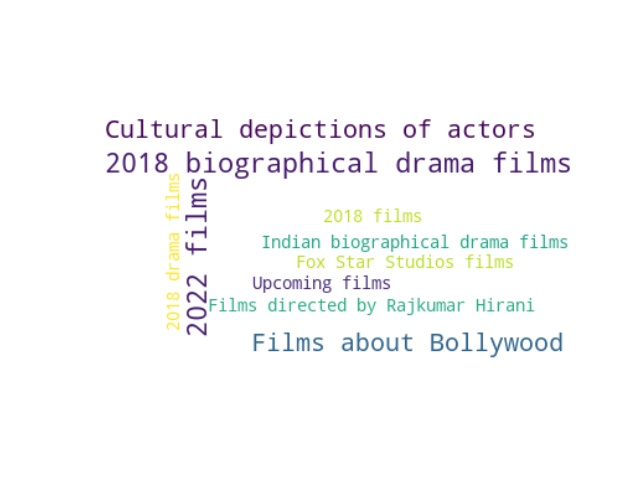 Cultural depictions of actors
2018 biographical drama films
2018 drama films
2022 films
2018 films
Indian biographical drama films
Fox Star Studios films
Upcoming films
Films directed by Rajkumar Hirani
Films about Bollywood